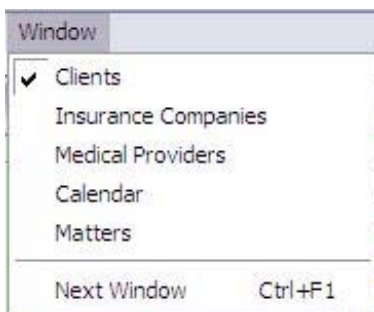 Window
Clients
Insurance Companies
Medical Providers
Calendar
Matters
Next Window Ctrl+F1